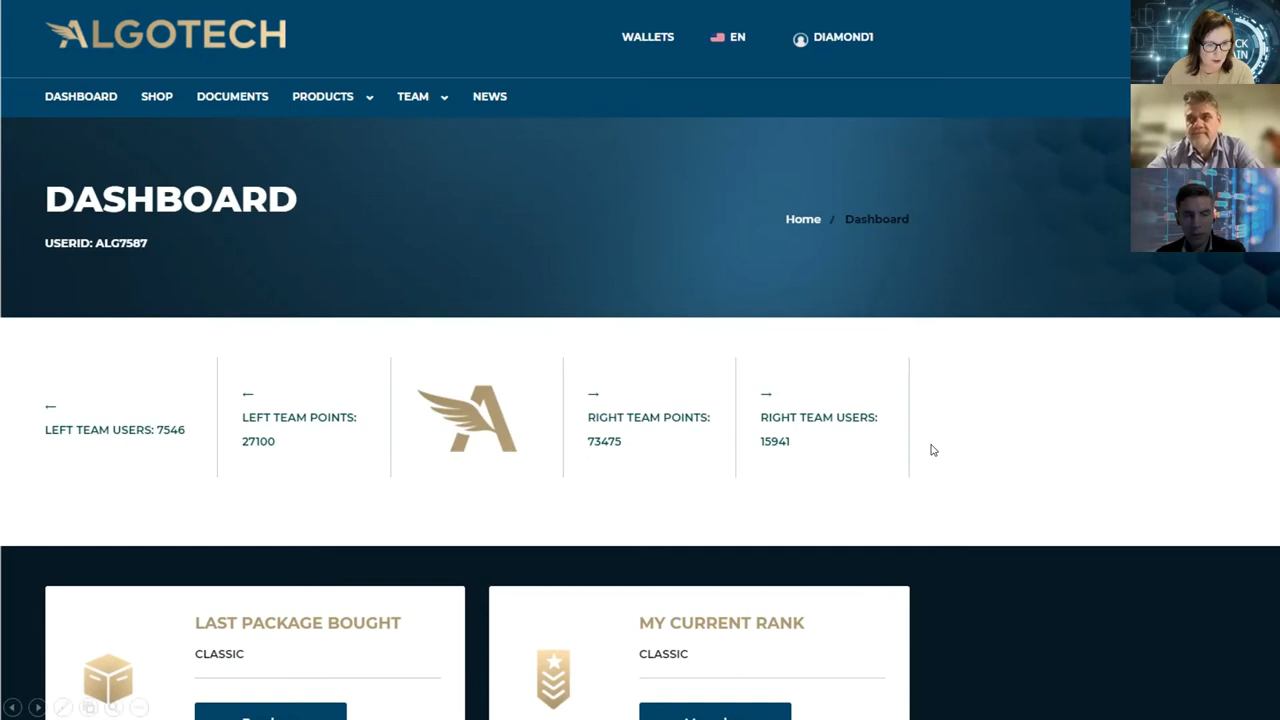 ALGOTECH
WALLETS
EN
DIAMOND1
DASHBOARD
SHOP
DOCUMENTS
PRODUCTS
TEAM
NEWS
DASHBOARD
USERID: ALG7587
Home / Dashboard
← LEFT TEAM USERS: 7546
← LEFT TEAM POINTS:
27100
→ RIGHT TEAM POINTS:
73475
→ RIGHT TEAM USERS:
15941
LAST PACKAGE BOUGHT
CLASSIC
MY CURRENT RANK
CLASSIC